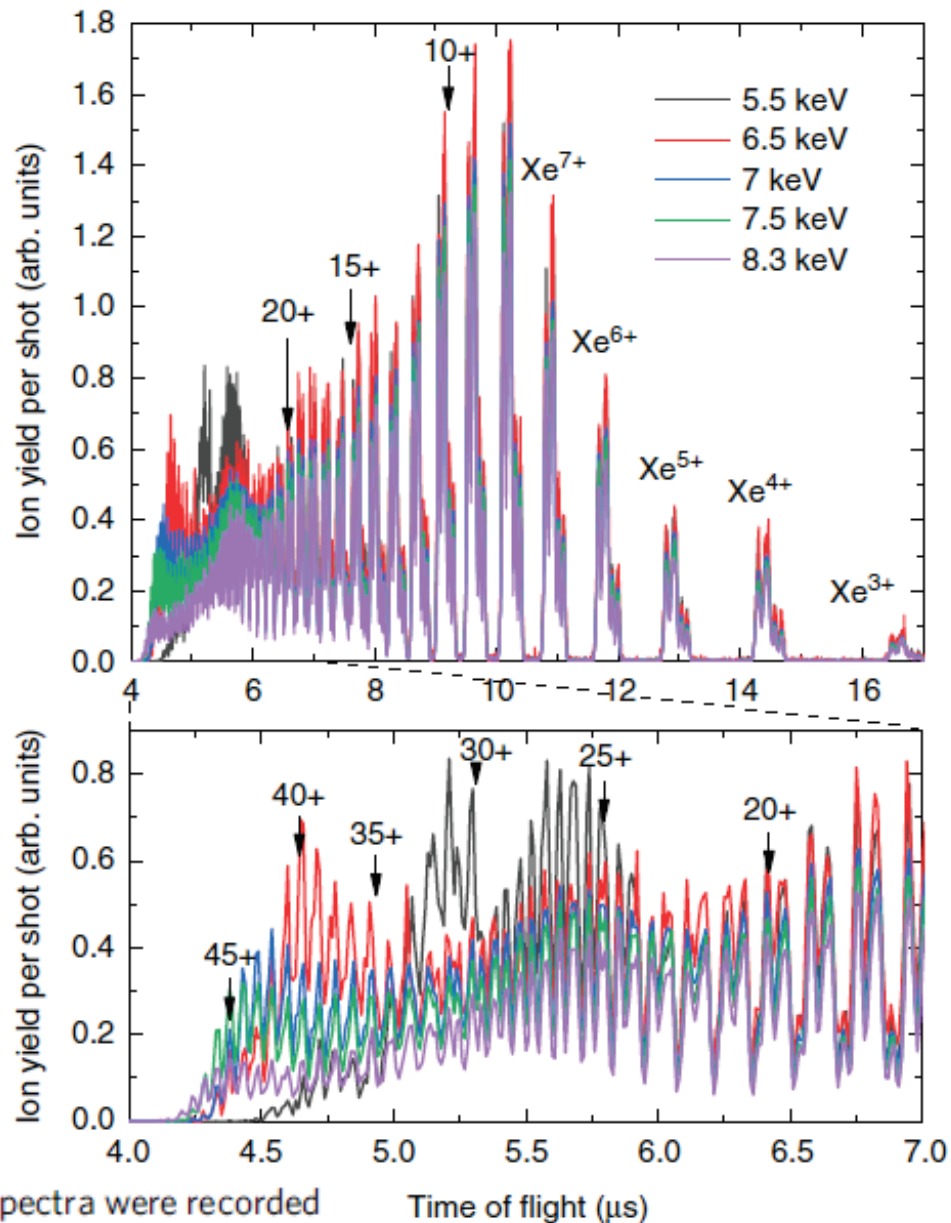 1.8
1.6
1.4
1.2
1.0
0.8
0.6
0.4
0.2
0.0
Ion yield per shot (arb. units)
10+
15+
20+
Xe⁷⁺
Xe⁶⁺
Xe⁵⁺
Xe⁴⁺
Xe³⁺
5.5 keV
6.5 keV
7 keV
7.5 keV
8.3 keV
4 6 8 10 12 14 16
0.8
0.6
0.4
0.2
0.0
Ion yield per shot (arb. units)
45+
40+
35+
30+
25+
20+
4.0 4.5 5.0 5.5 6.0 6.5 7.0
pectra were recorded
Time of flight (μs)